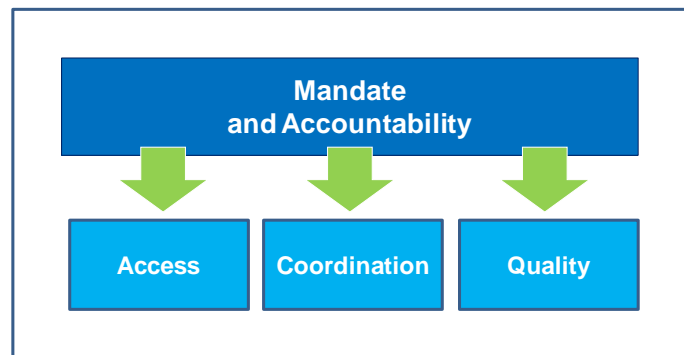 Mandate
and Accountability
Access
Coordination
Quality